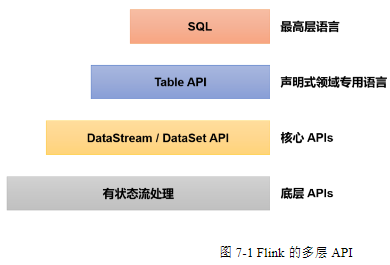 SQL 最高层语言
Table API 声明式领域专用语言
DataStream / DataSet API 核心 APIs
有状态流处理 底层 APIs
图 7-1 Flink 的多层 API